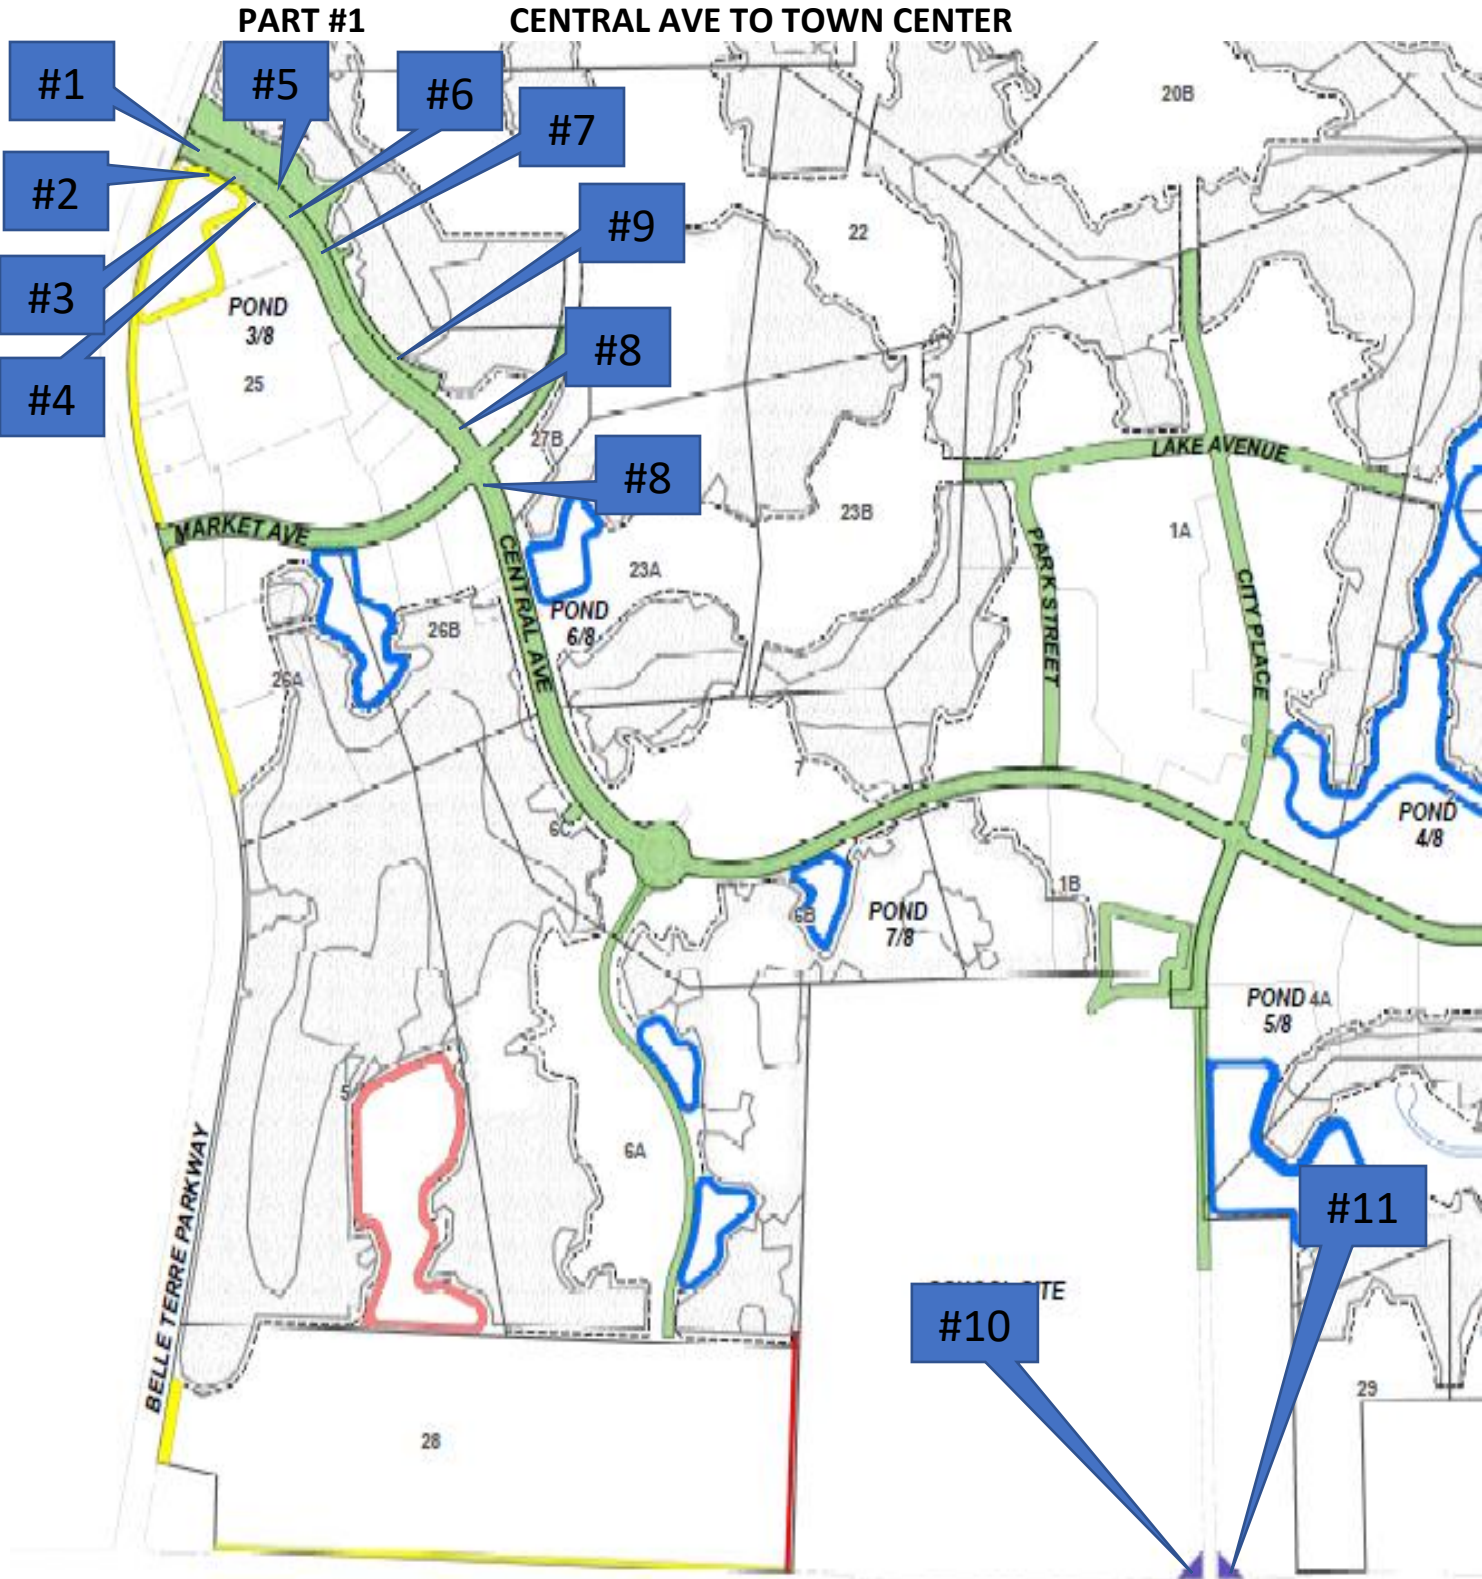 PART #1 CENTRAL AVE TO TOWN CENTER
#1
#5
#6
#7
20B
#2
#9
22
#3
POND
3/8
#8
25
#4
27B
LAKE AVENUE
#8
23B
1A
MARKET AVE
CENTRAL AVE
23A
PARK STREET
CITY PLACE
POND
6/8
26B
26A
7
POND
4/8
6C
1B
6B
POND
7/8
POND 4A
5/8
5
6A
BELLE TERRE PARKWAY
#11
SITE
#10
29
28